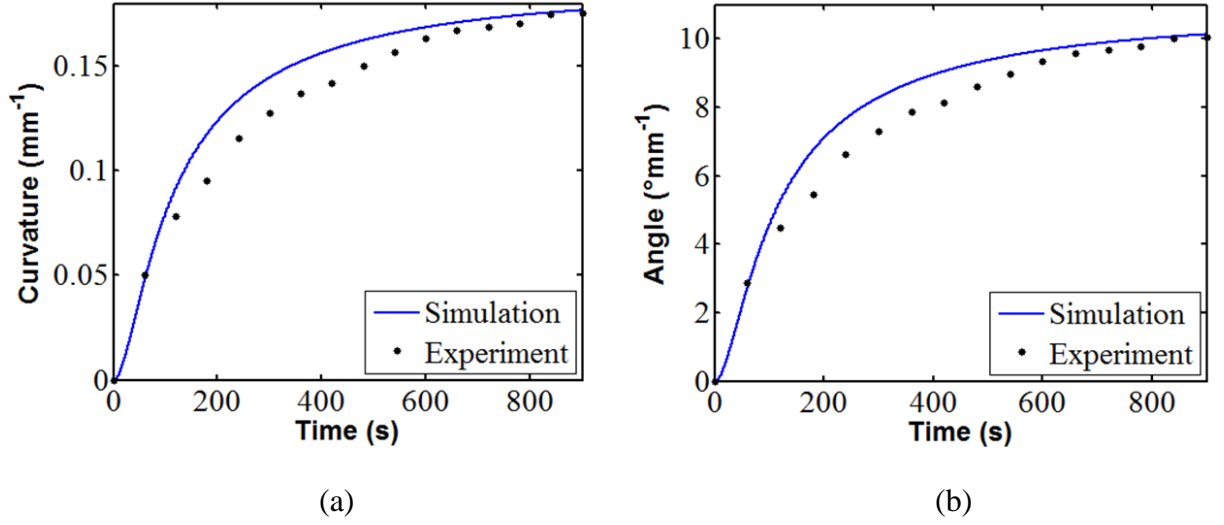 Curvature (mm-1)
0.15
0.1
0.05
0
0 200 400 600 800
Time (s)
Simulation
Experiment
(a)
Angle (°mm-1)
10
8
6
4
2
0
0 200 400 600 800
Time (s)
Simulation
Experiment
(b)